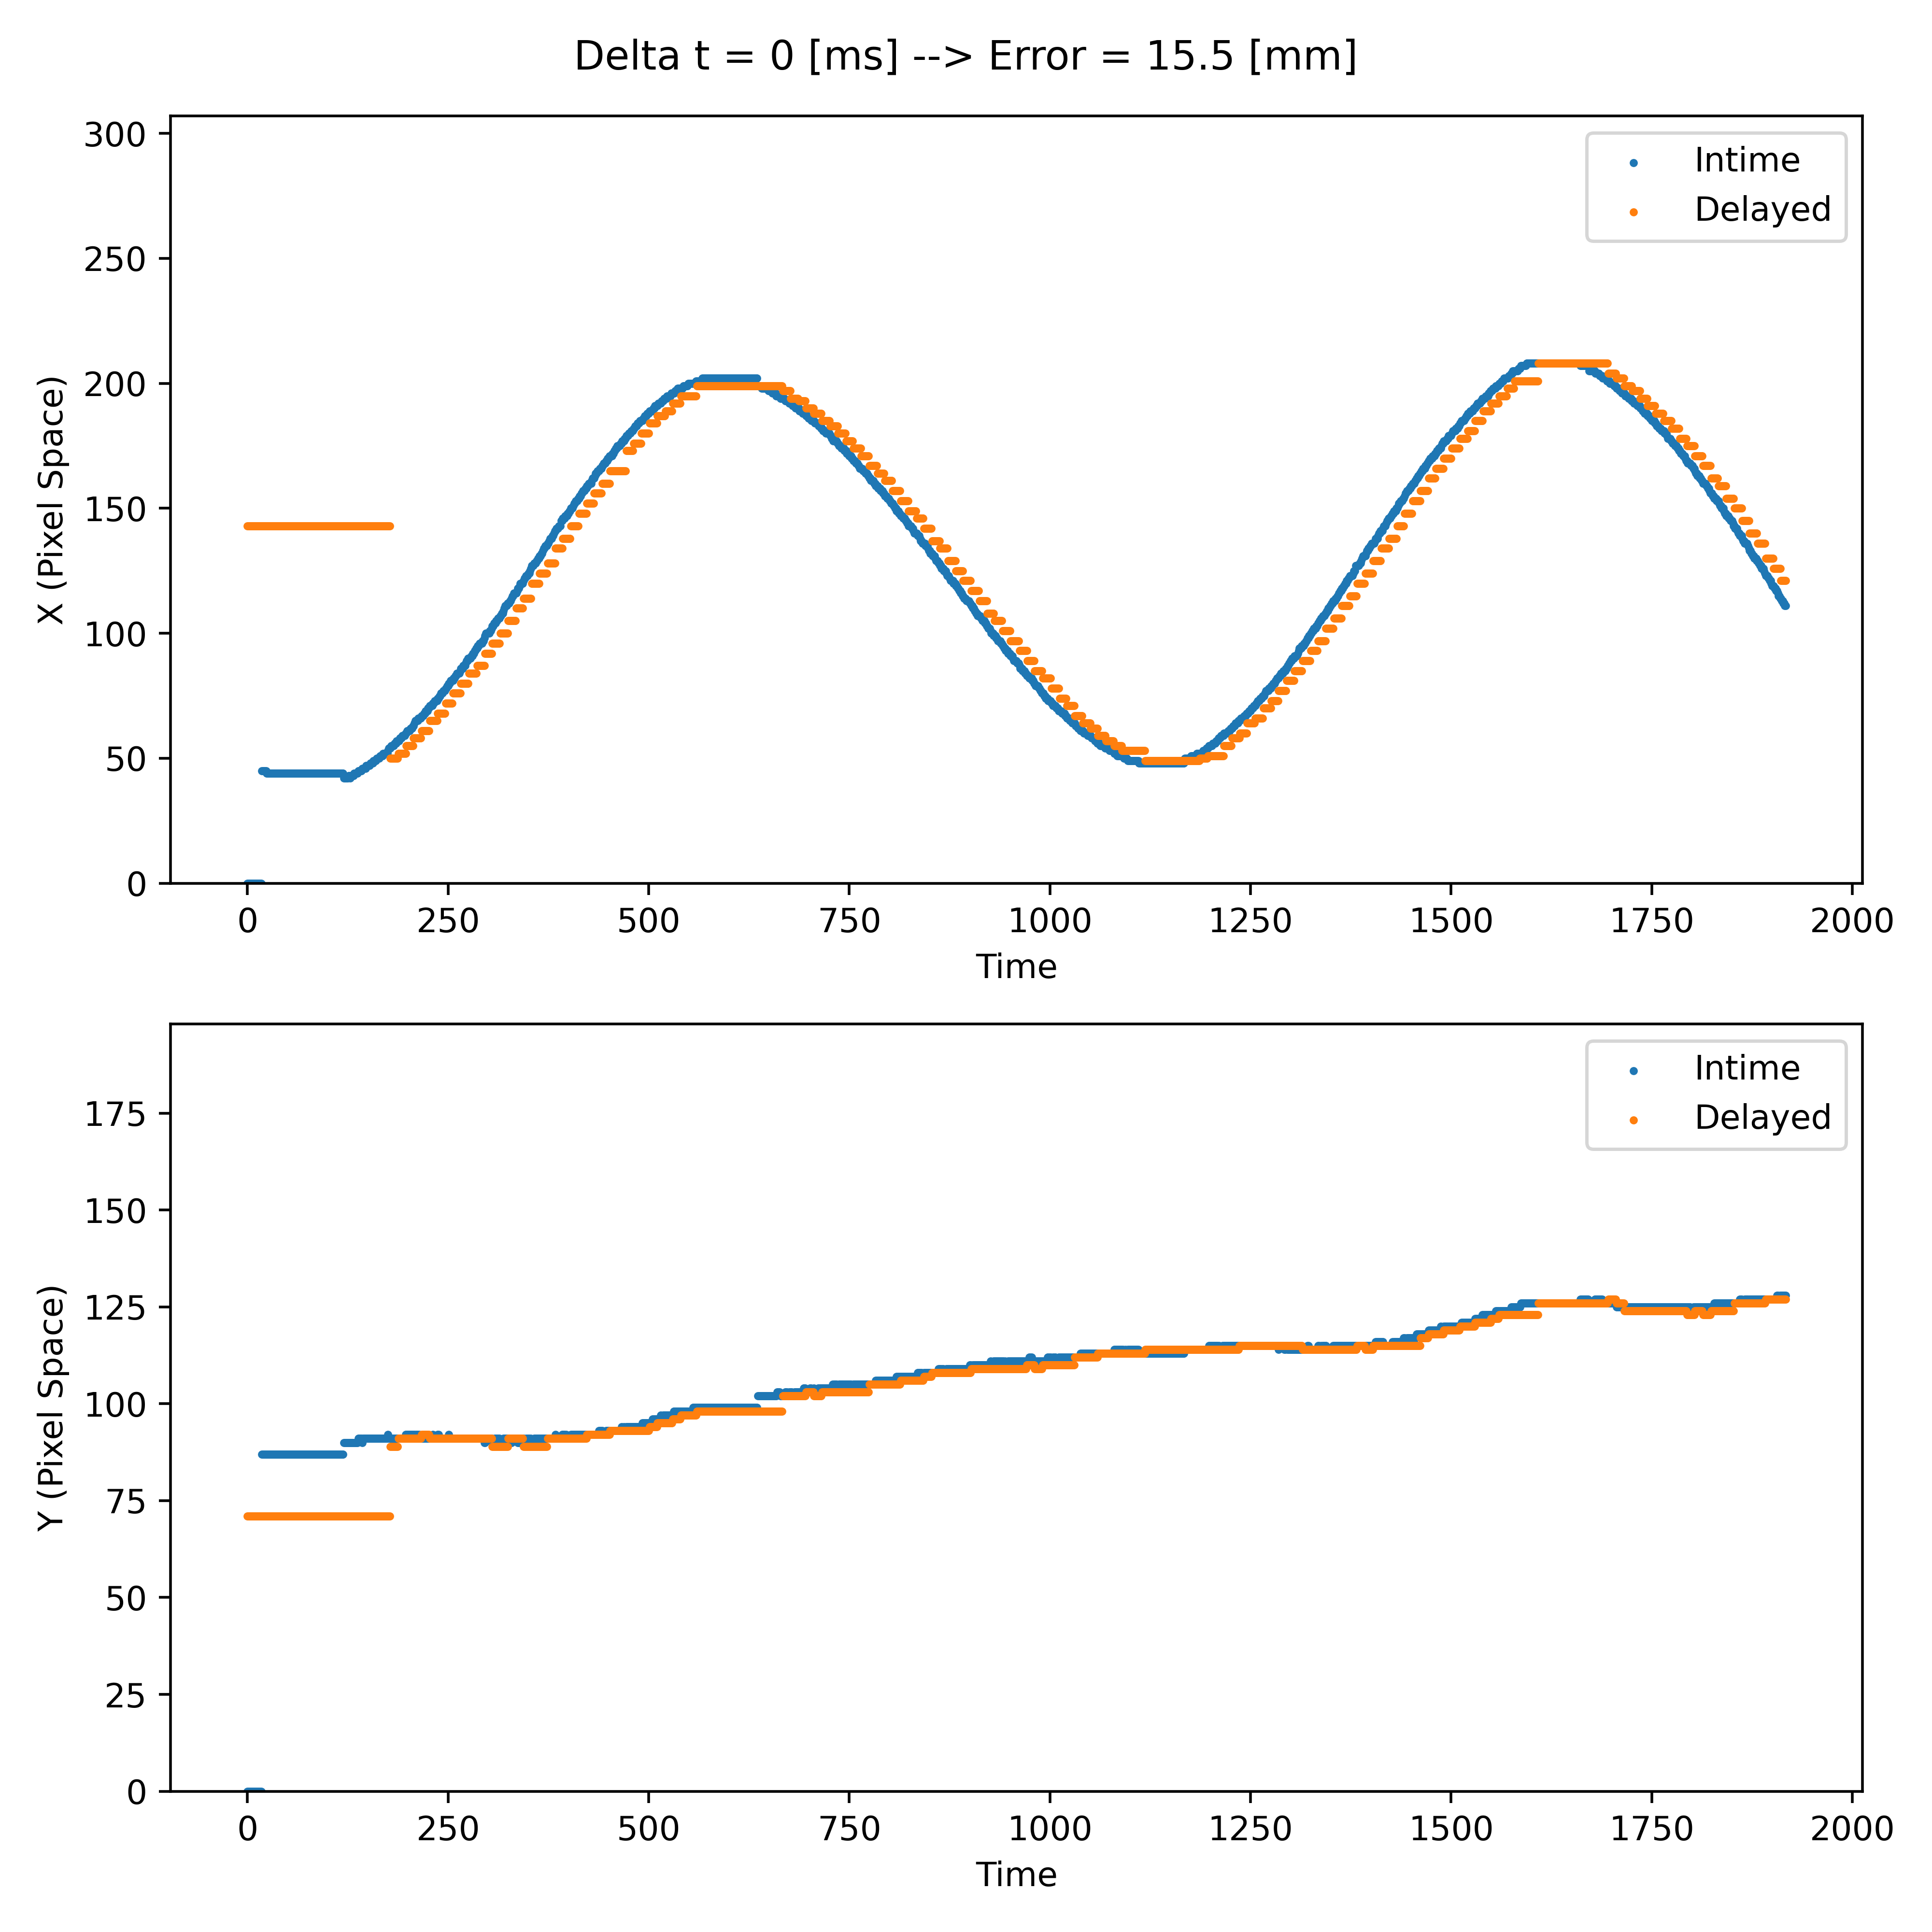 Delta t = 0 [ms] --> Error = 15.5 [mm]
300
250
200
150
100
50
0
X (Pixel Space)
Intime
Delayed
0 250 500 750 1000 1250 1500 1750 2000
Time
175
150
125
100
75
50
25
0
Y (Pixel Space)
Intime
Delayed
0 250 500 750 1000 1250 1500 1750 2000
Time